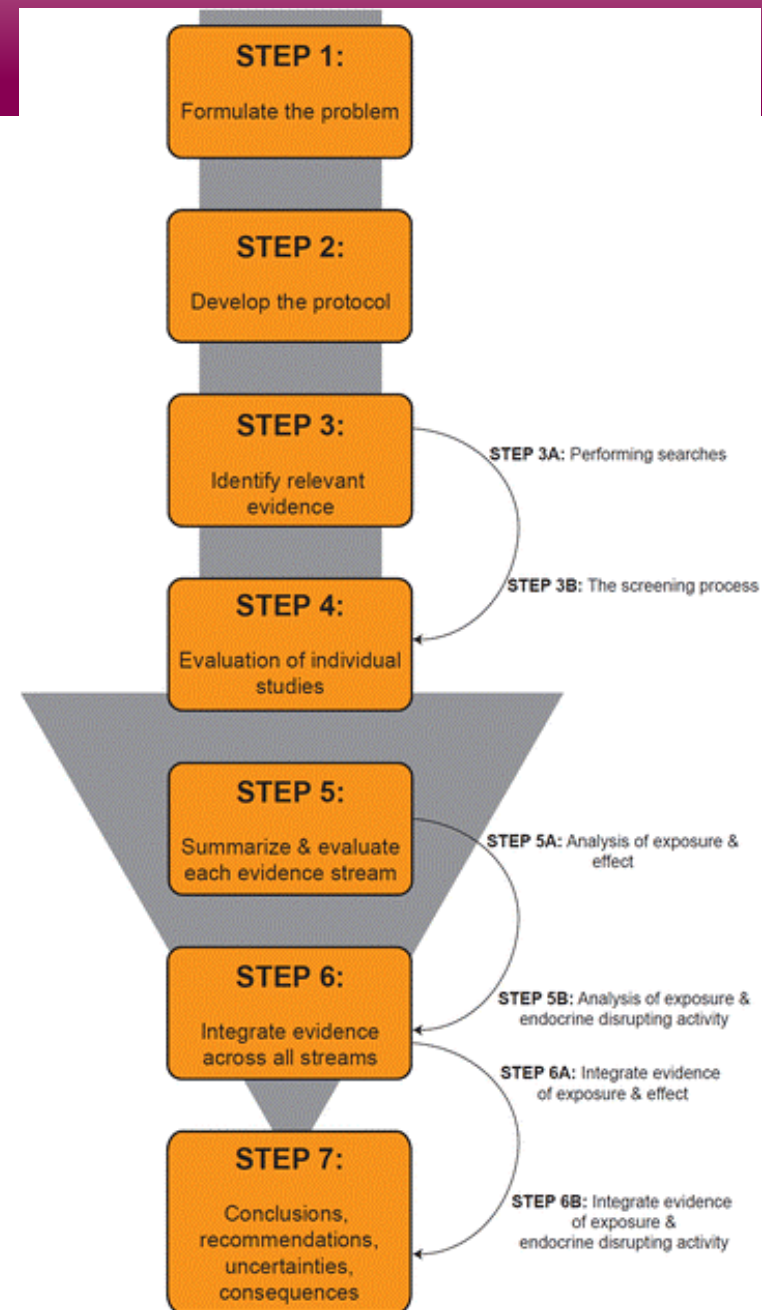 STEP 1:
Formulate the problem
STEP 2:
Develop the protocol
STEP 3:
Identify relevant
evidence
STEP 3A: Performing searches
STEP 3B: The screening process
STEP 4:
Evaluation of individual
studies
STEP 5:
Summarize & evaluate
each evidence stream
STEP 5A: Analysis of exposure &
effect
STEP 5B: Analysis of exposure &
endocrine disrupting activity
STEP 6:
Integrate evidence
across all streams
STEP 6A: Integrate evidence
of exposure & effect
STEP 6B: Integrate evidence
of exposure &
endocrine disrupting activity
STEP 7:
Conclusions,
recommendations,
uncertainties,
consequences